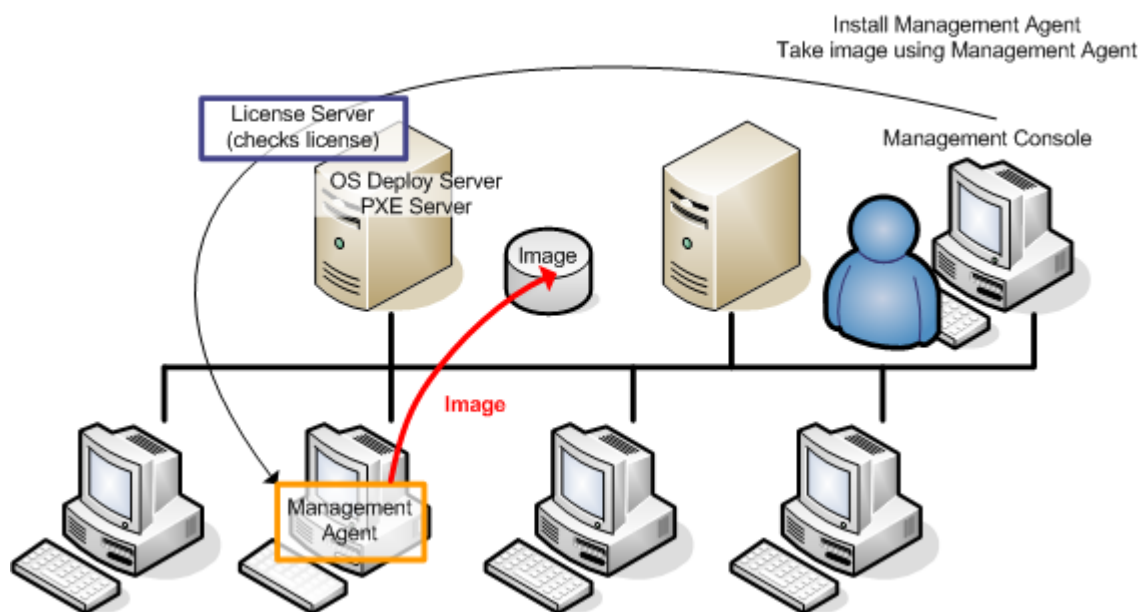 Install Management Agent
Take image using Management Agent
License Server
(checks license)
Management Console
OS Deploy Server
PXE Server
Image
Image
Management
Agent